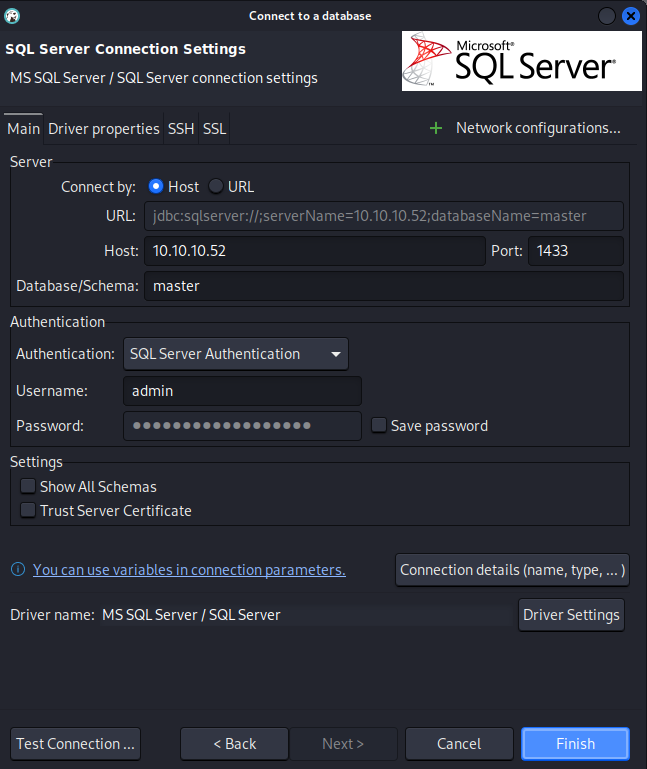 Connect to a database
SQL Server Connection Settings
MS SQL Server / SQL Server connection settings
Microsoft®
SQL Server®
Main Driver properties SSH SSL + Network configurations...
Server
Connect by: Host URL
URL: jdbc:sqlserver://;serverName=10.10.10.52;databaseName=master
Host: 10.10.10.52 Port: 1433
Database/Schema: master
Authentication
Authentication: SQL Server Authentication
Username: admin
Password: ●●●●●●●●●●●●●●●●●● Save password
Settings
Show All Schemas
Trust Server Certificate
You can use variables in connection parameters. Connection details (name, type, ... )
Driver name: MS SQL Server / SQL Server Driver Settings
Test Connection ... < Back Next > Cancel Finish